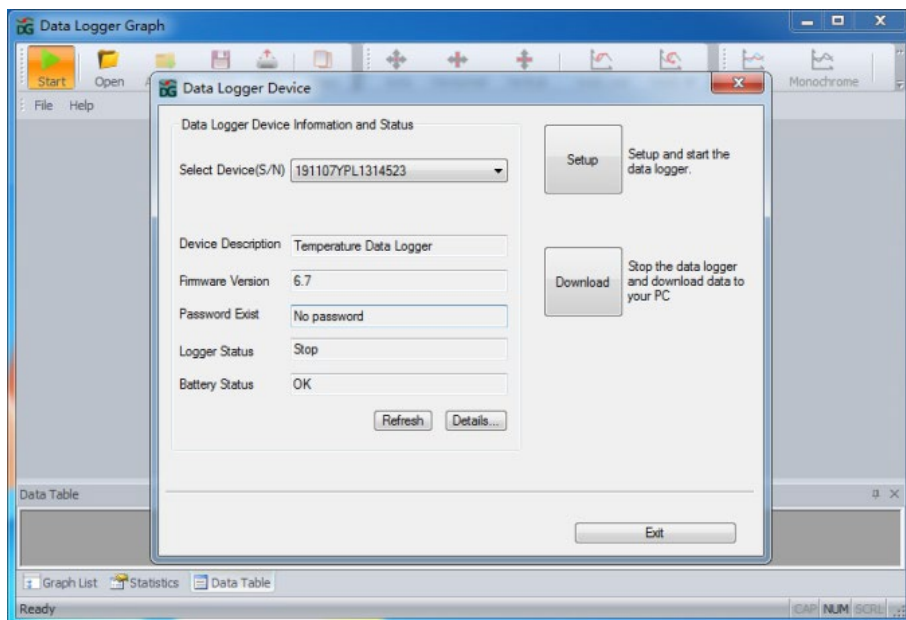 Data Logger Graph
Start
Open
Monochrome
File Help
Data Logger Device
Data Logger Device Information and Status
Select Device(S/N) 191107YPL1314523
Setup
Setup and start the
data logger.
Device Description Temperature Data Logger
Firmware Version 6.7
Password Exist No password
Logger Status Stop
Battery Status OK
Download
Stop the data logger
and download data to
your PC
Refresh Details...
Exit
Data Table
Graph List Statistics Data Table
Ready
CAP NUM SCRL